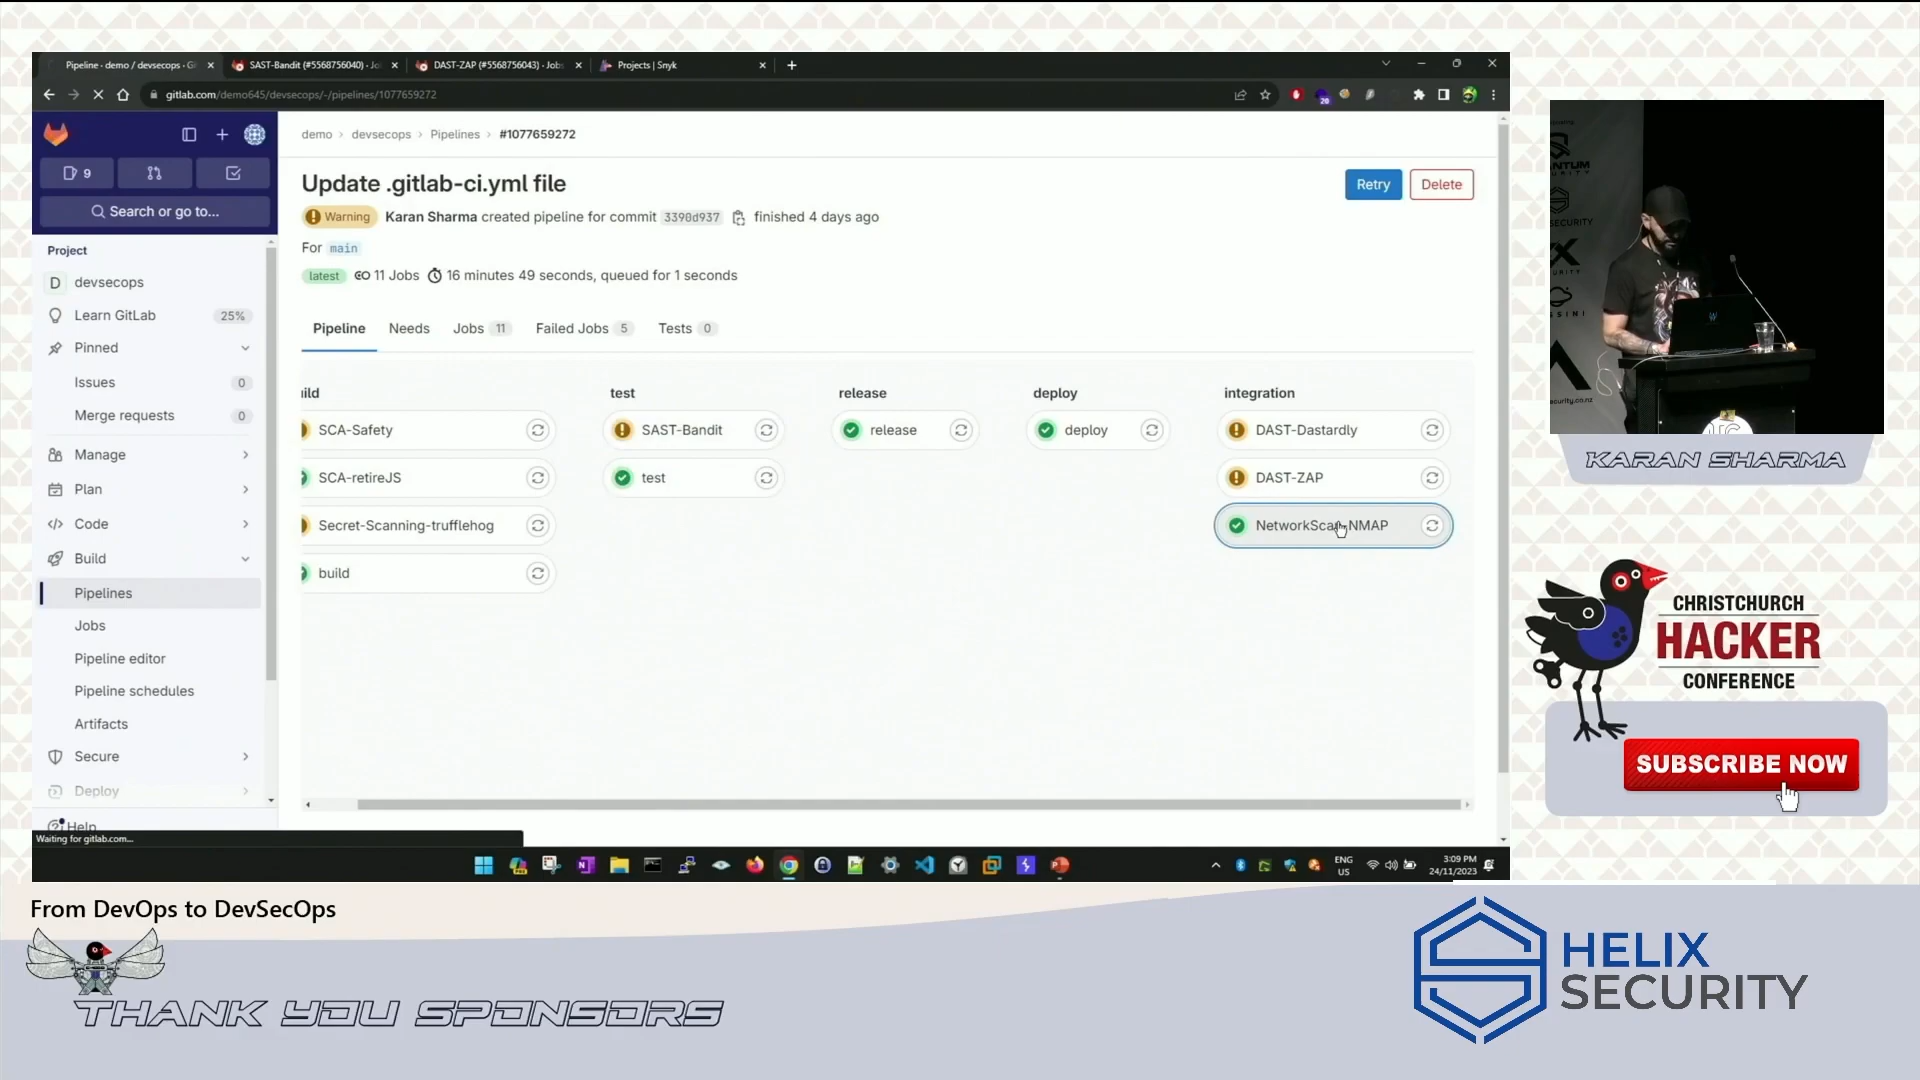 Pipeline · demo / devsecops · G
SAST-Bandit (#5568756040) · Jo
DAST-ZAP (#5568756043) · Jobs
Projects | Snyk
gitlab.com/demo645/devsecops/-/pipelines/1077659272
20
9
Search or go to...
Project
D devsecops
Learn GitLab 25%
Pinned
Issues 0
Merge requests 0
Manage
Plan
Code
Build
Pipelines
Jobs
Pipeline editor
Pipeline schedules
Artifacts
Secure
Deploy
Help
Waiting for gitlab.com...
demo > devsecops > Pipelines > #1077659272
Update .gitlab-ci.yml file
Retry
Delete
Warning Karan Sharma created pipeline for commit 3390d937 finished 4 days ago
For main
latest 11 Jobs 16 minutes 49 seconds, queued for 1 seconds
Pipeline Needs Jobs 11 Failed Jobs 5 Tests 0
ild
SCA-Safety
SCA-retireJS
Secret-Scanning-trufflehog
build
test
SAST-Bandit
test
release
release
deploy
deploy
integration
DAST-Dastardly
DAST-ZAP
NetworkScan-NMAP
ENG
US
3:09 PM
24/11/2023
KARAN SHARMA
CHRISTCHURCH
HACKER
CONFERENCE
SUBSCRIBE NOW
From DevOps to DevSecOps
THANK YOU SPONSORS
HELIX
SECURITY